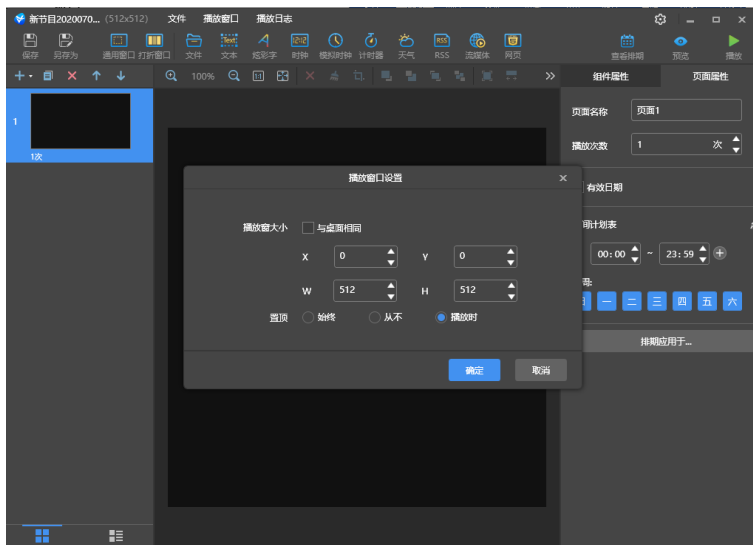 新节目2020070... (512x512) 文件 播放窗口 播放日志
保存 另存为 通用窗口 打折窗口 文件 文本 炫彩字 时钟 模拟时钟 计时器 天气 RSS 流媒体 网页 查看排期 预览 播放
100% 组件属性 页面属性
1
1次
页面名称 页面1
播放次数 1 次
有效日期
间计划表
00:00 ~ 23:59
一 二 三 四 五 六
排期应用于...
播放窗口设置
播放窗大小 与桌面相同
X 0 Y 0
W 512 H 512
置顶 始终 从不 播放时
确定 取消